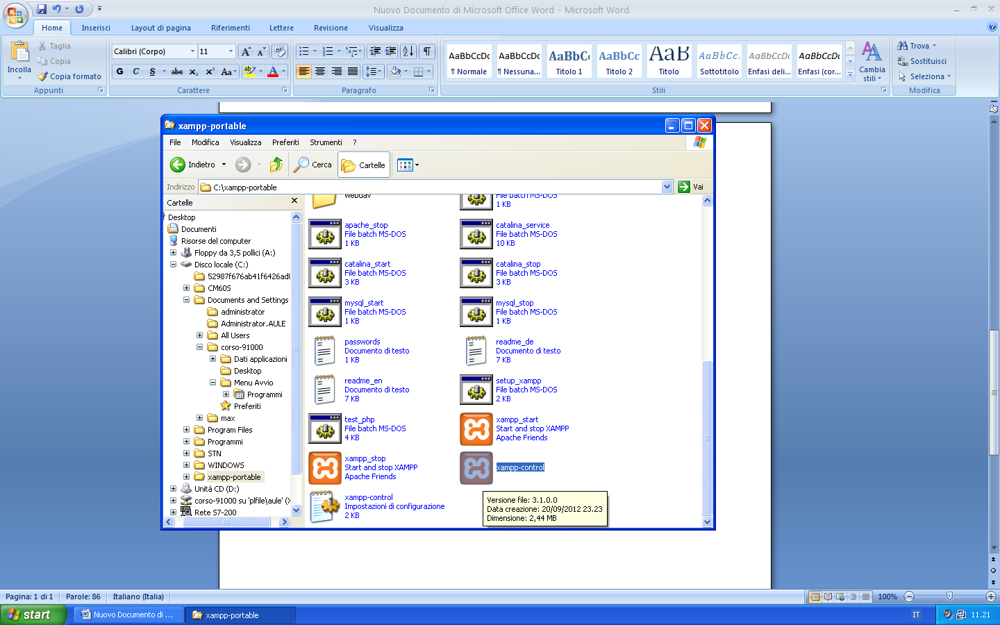 Nuovo Documento di Microsoft Office Word - Microsoft Word
Home Inserisci Layout di pagina Riferimenti Lettere Revisione Visualizza
Incolla
Taglia
Copia
Copia formato
Appunti
Calibri (Corpo) 11
G C S abc x₂ x² Aa
ab A
Carattere
Paragrafo
AaBbCcDc AaBbCcDc AaBbCc AaBbCc AaB AaBbCc. AaBbCcDc AaBbCcDc
¶ Normale ¶ Nessuna... Titolo 1 Titolo 2 Titolo Sottotitolo Enfasi deli... Enfasi (cor...
Cambia
stili
Stili
Trova
Sostituisci
Seleziona
Modifica
xampp-portable
File Modifica Visualizza Preferiti Strumenti ?
Indietro Cerca Cartelle
Indirizzo C:\xampp-portable Vai
Cartelle
Desktop
Documenti
Risorse del computer
Floppy da 3,5 pollici (A:)
Disco locale (C:)
52987f676ab41f6426ad8
CM60S
Documents and Settings
administrator
Administrator.AULE
All Users
corso-91000
Dati applicazioni
Desktop
Menu Avvio
Programmi
Preferiti
max
Program Files
Programmi
STN
WINDOWS
xampp-portable
Unità CD (D:)
corso-91000 su 'plfile\aule' (X
Rete S7-200
webdav
File batch MS-DOS
1 KB
apache_stop
File batch MS-DOS
1 KB
catalina_service
File batch MS-DOS
10 KB
catalina_start
File batch MS-DOS
3 KB
catalina_stop
File batch MS-DOS
3 KB
mysql_start
File batch MS-DOS
1 KB
mysql_stop
File batch MS-DOS
1 KB
passwords
Documento di testo
1 KB
readme_de
Documento di testo
7 KB
readme_en
Documento di testo
7 KB
setup_xampp
File batch MS-DOS
2 KB
test_php
File batch MS-DOS
4 KB
xampp_start
Start and stop XAMPP
Apache Friends
xampp_stop
Start and stop XAMPP
Apache Friends
xampp-control
xampp-control
Impostazioni di configurazione
2 KB
Versione file: 3.1.0.0
Data creazione: 20/09/2012 23.23
Dimensione: 2,44 MB
Pagina: 1 di 1 Parole: 86 Italiano (Italia) 100%
start Nuovo Documento di ... xampp-portable IT 11.21